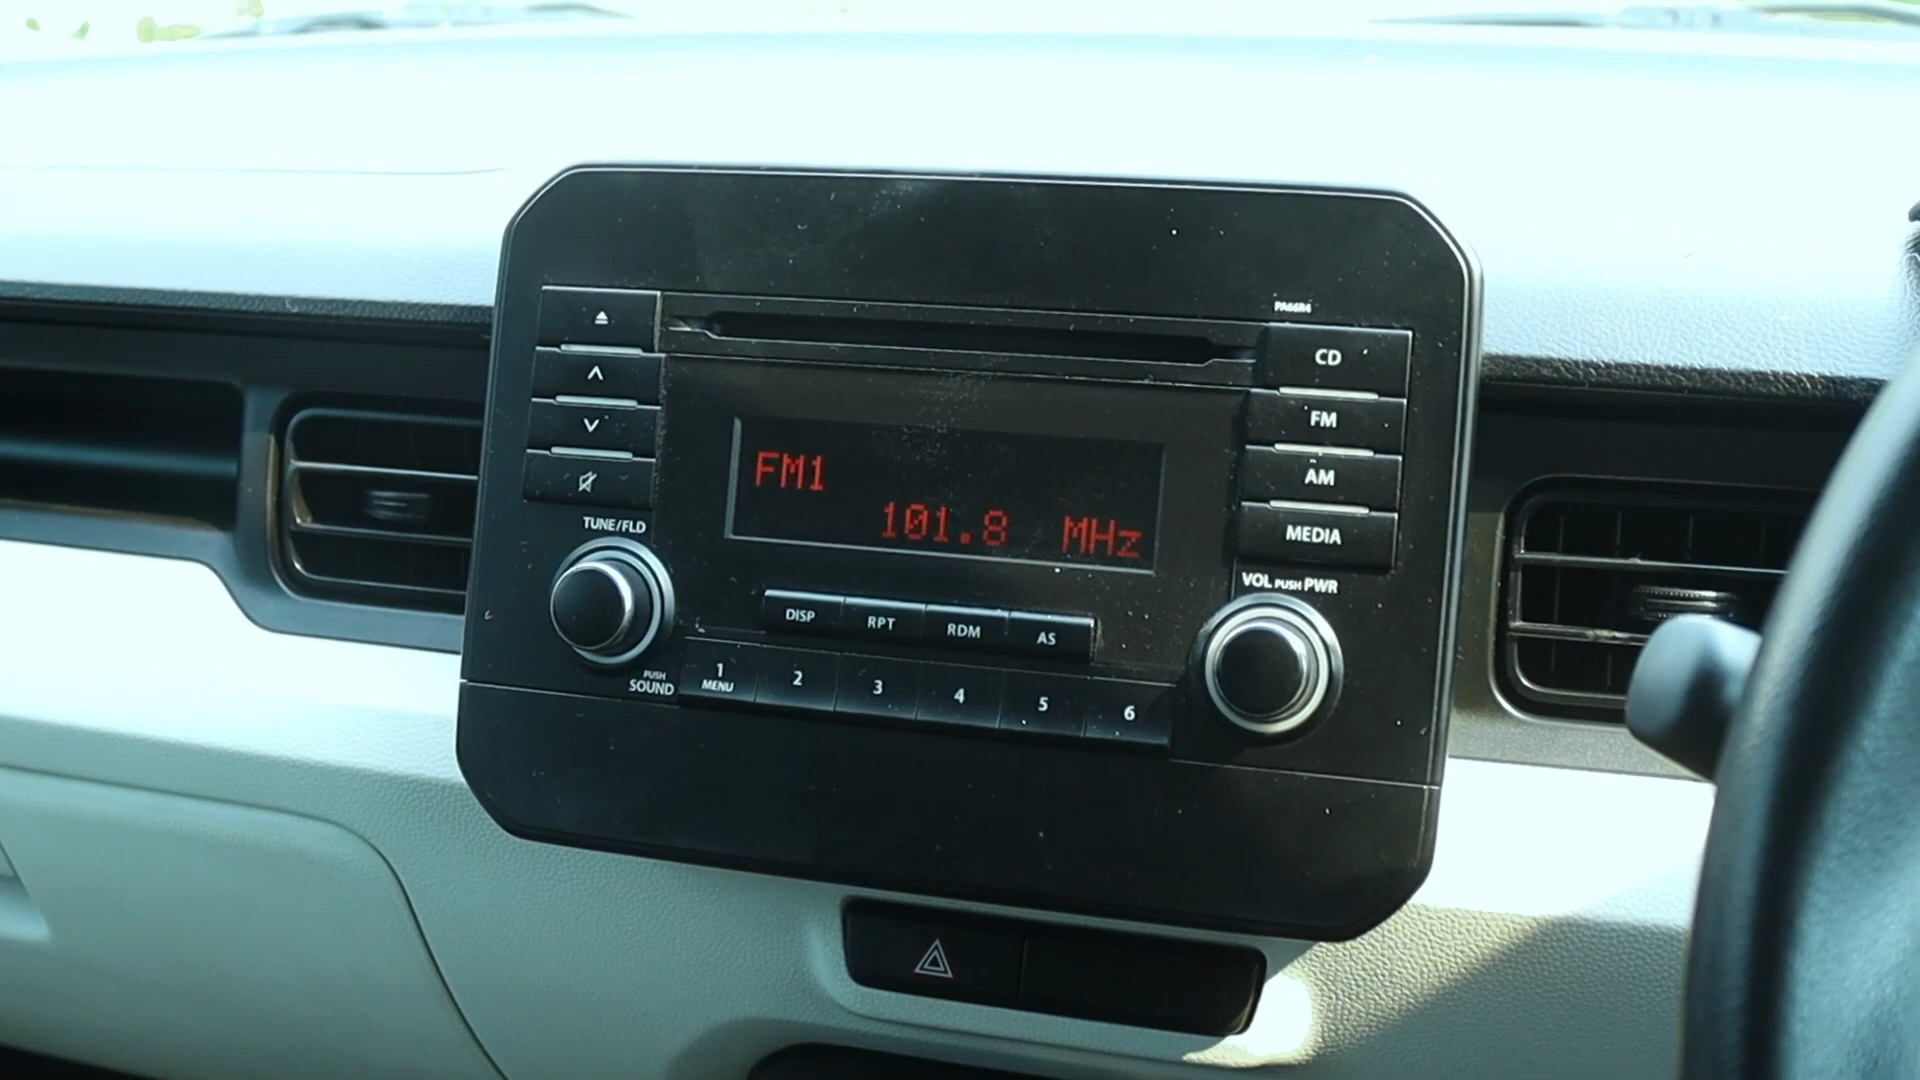 PA66R4
CD
FM
AM
MEDIA
FM1
101.8 MHz
TUNE/FLD
VOL PUSH PWR
DISP RPT RDM AS
PUSH
SOUND
1 2 3 4 5 6
MENU